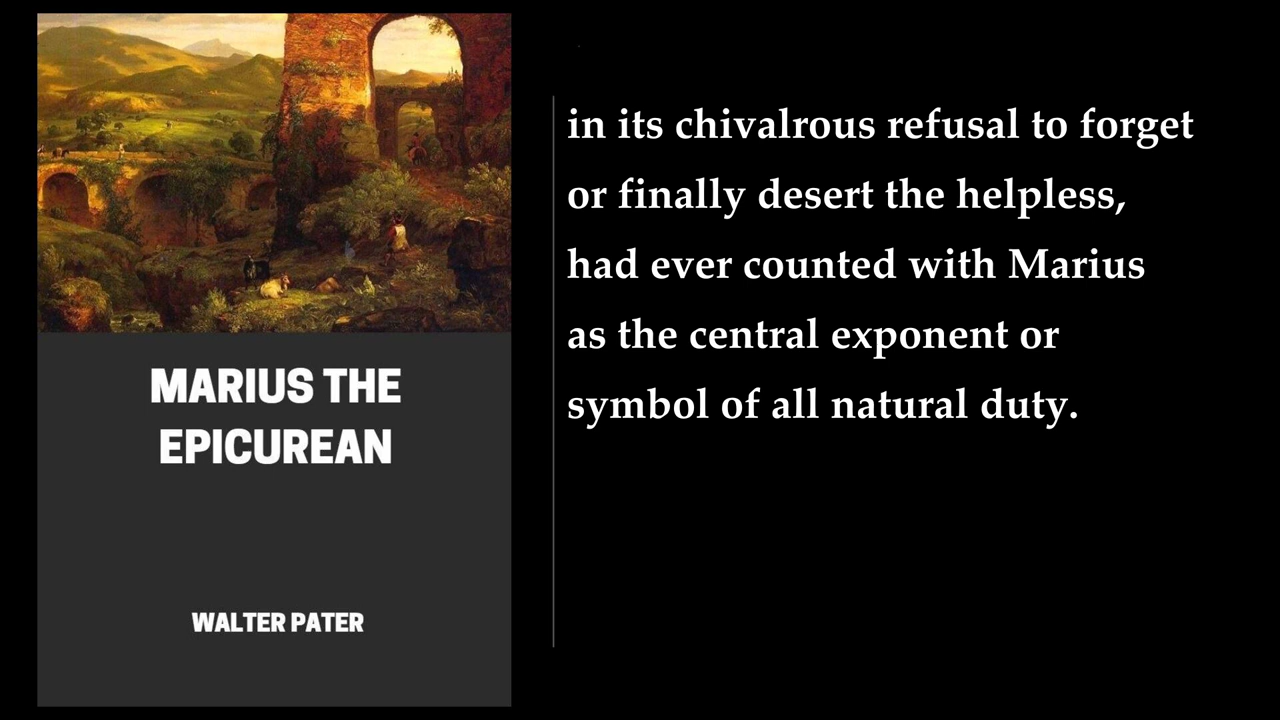 MARIUS THE
EPICUREAN
WALTER PATER
in its chivalrous refusal to forget
or finally desert the helpless,
had ever counted with Marius
as the central exponent or
symbol of all natural duty.